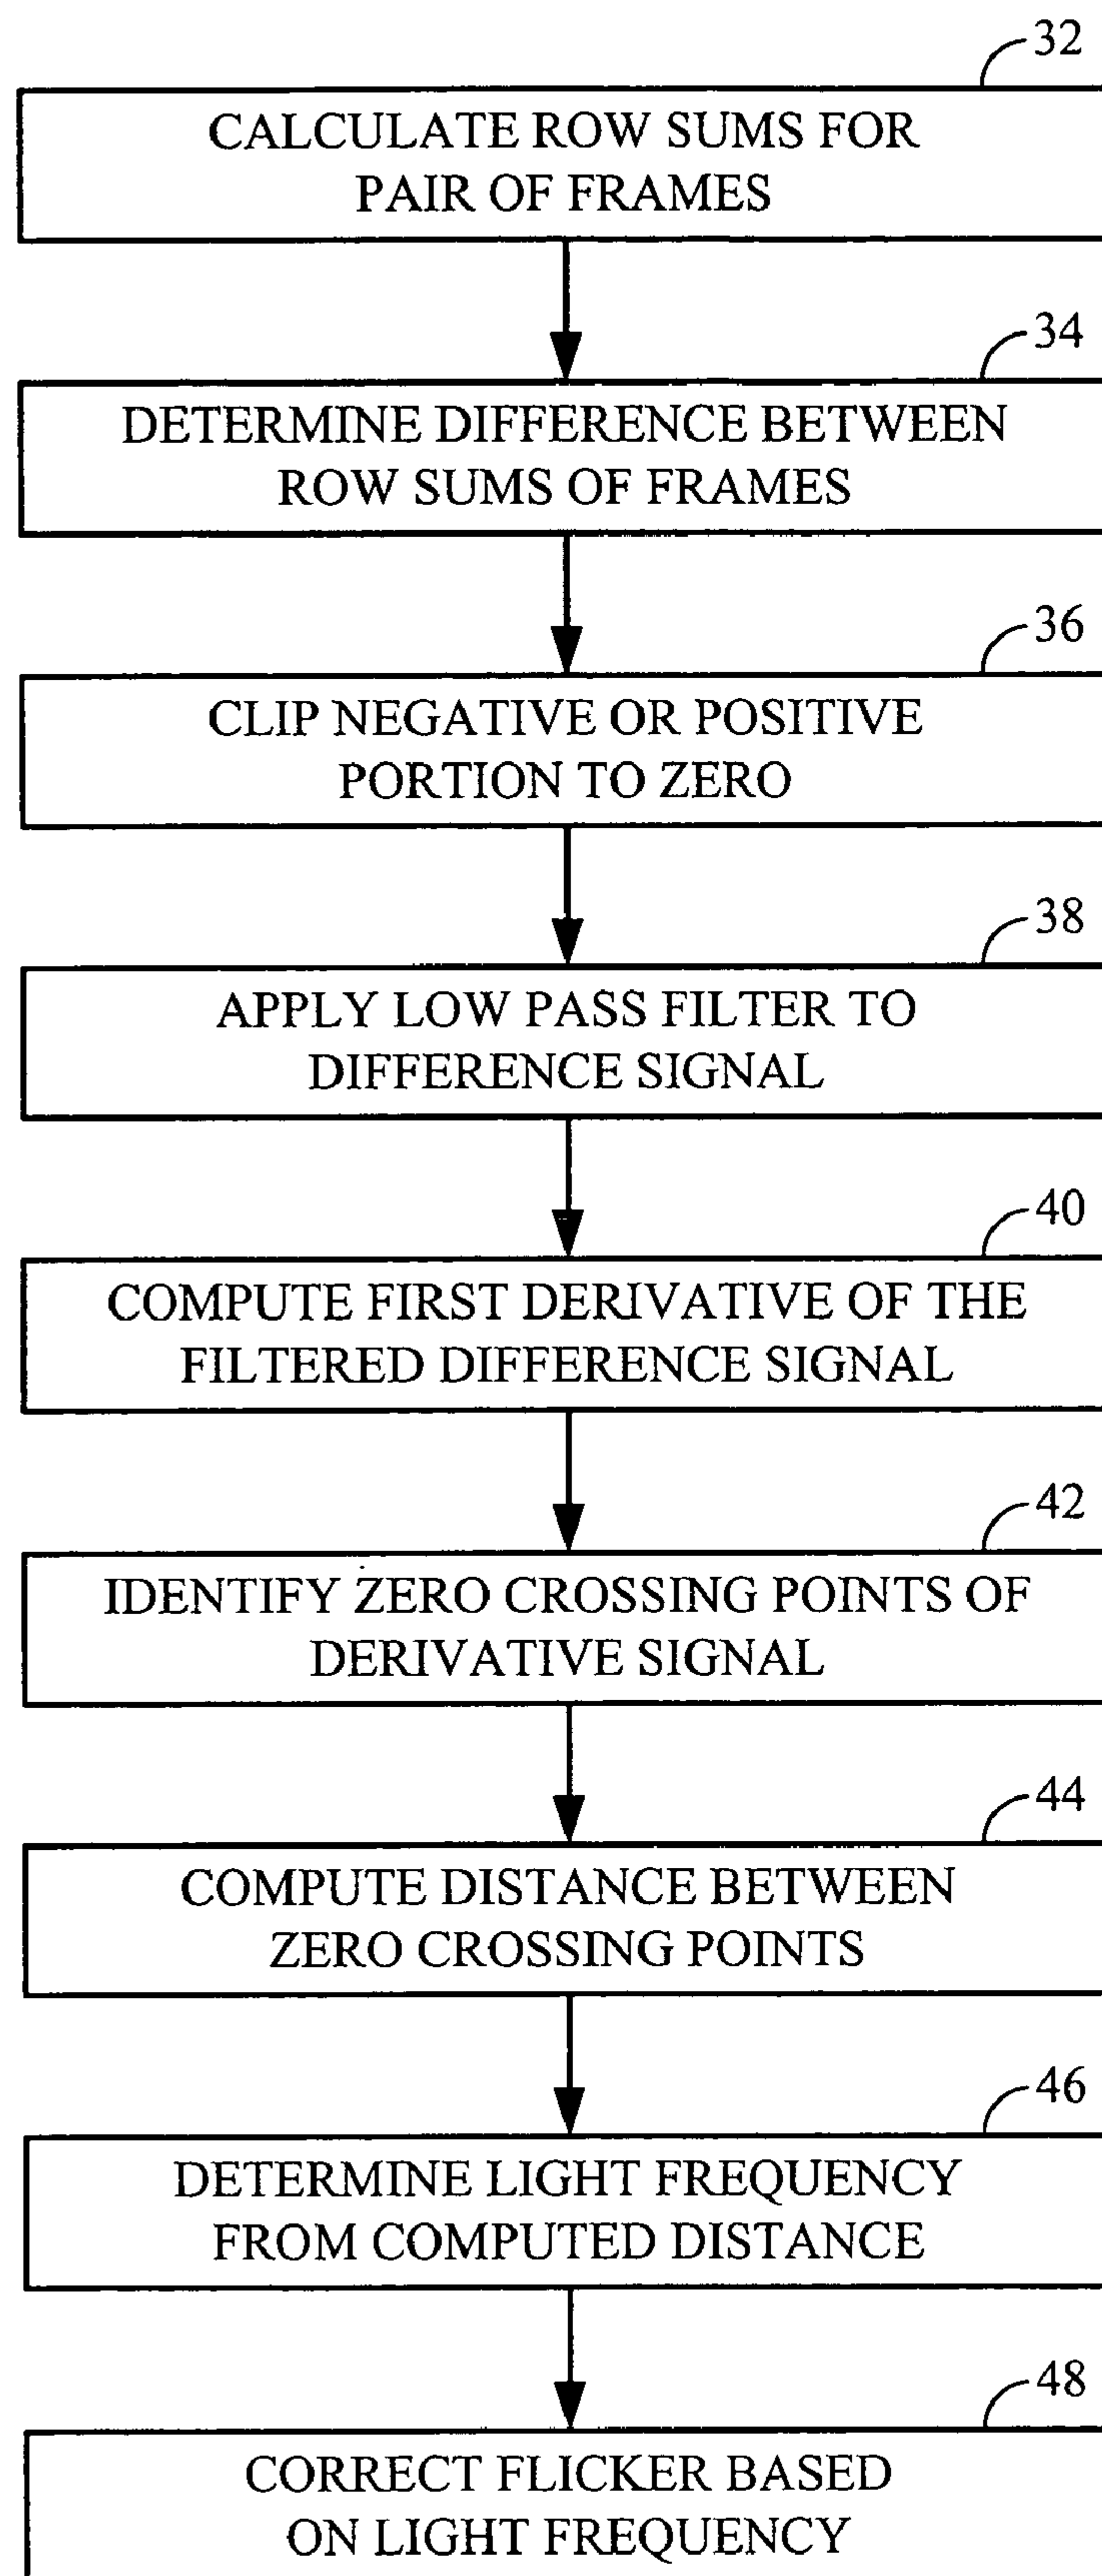 32
CALCULATE ROW SUMS FOR
PAIR OF FRAMES
34
DETERMINE DIFFERENCE BETWEEN
ROW SUMS OF FRAMES
36
CLIP NEGATIVE OR POSITIVE
PORTION TO ZERO
38
APPLY LOW PASS FILTER TO
DIFFERENCE SIGNAL
40
COMPUTE FIRST DERIVATIVE OF THE
FILTERED DIFFERENCE SIGNAL
42
IDENTIFY ZERO CROSSING POINTS OF
DERIVATIVE SIGNAL
44
COMPUTE DISTANCE BETWEEN
ZERO CROSSING POINTS
46
DETERMINE LIGHT FREQUENCY
FROM COMPUTED DISTANCE
48
CORRECT FLICKER BASED
ON LIGHT FREQUENCY